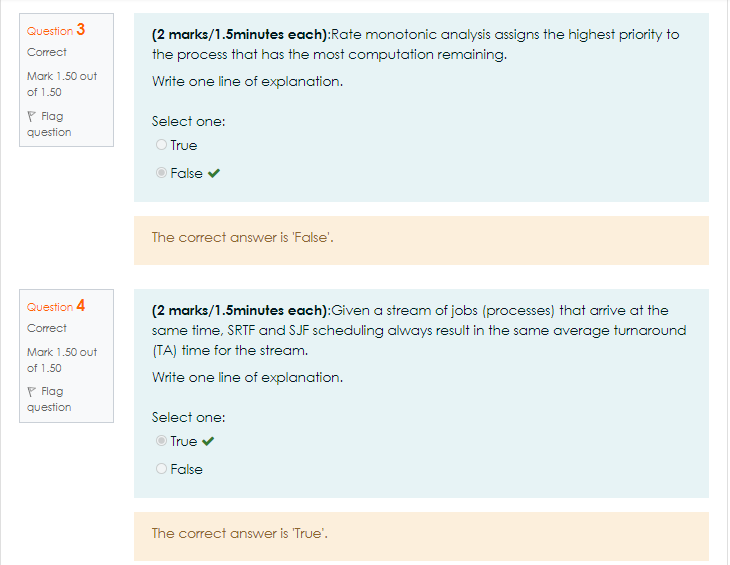 Question 3
Correct
Mark 1.50 out
of 1.50
Flag
question
(2 marks/1.5minutes each):Rate monotonic analysis assigns the highest priority to
the process that has the most computation remaining.
Write one line of explanation.
Select one:
True
False
The correct answer is 'False'.
Question 4
Correct
Mark 1.50 out
of 1.50
Flag
question
(2 marks/1.5minutes each):Given a stream of jobs (processes) that arrive at the
same time, SRTF and SJF scheduling always result in the same average turnaround
(TA) time for the stream.
Write one line of explanation.
Select one:
True
False
The correct answer is 'True'.